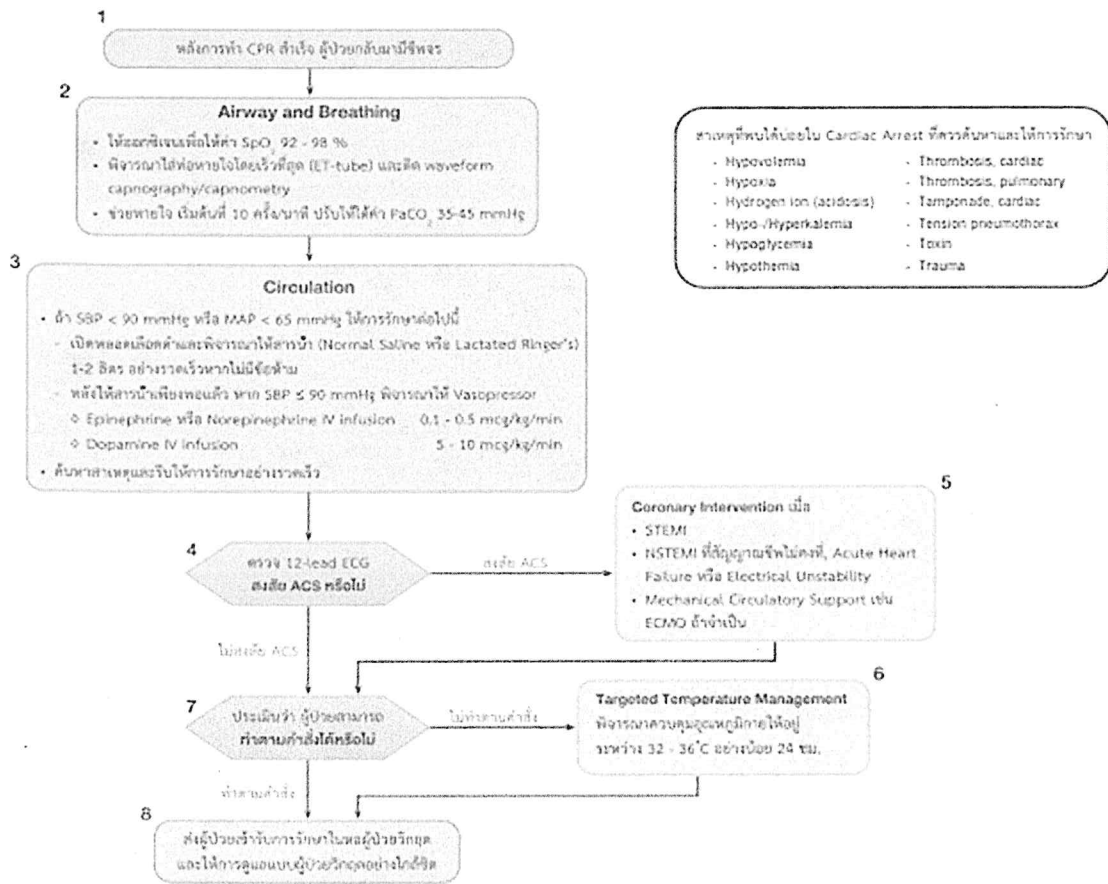 1
หลังการทำ CPR สำเร็จ ผู้ป่วยกลับมามีชีพจร
2
Airway and Breathing
• ให้ออกซิเจนเพื่อให้ค่า SpO₂ 92 - 98 %
• พิจารณาใส่ท่อหายใจโดยเร็วที่สุด (ET-tube) และติด waveform
capnography/capnometry
• ช่วยหายใจ เริ่มต้นที่ 10 ครั้ง/นาที ปรับให้ได้ค่า PaCO₂ 35-45 mmHg
สาเหตุที่พบได้บ่อยใน Cardiac Arrest ที่ควรค้นหาและให้การรักษา
- Hypovolemia
- Hypoxia
- Hydrogen ion (acidosis)
- Hypo-/Hyperkalemia
- Hypoglycemia
- Hypothemia
- Thrombosis, cardiac
- Thrombosis, pulmonary
- Tamponade, cardiac
- Tension pneumothorax
- Toxin
- Trauma
3
Circulation
• ถ้า SBP < 90 mmHg หรือ MAP < 65 mmHg ให้การรักษาต่อไปนี้
- เปิดหลอดเลือดดำและพิจารณาให้สารน้ำ (Normal Saline หรือ Lactated Ringer's)
1-2 ลิตร อย่างรวดเร็วหากไม่มีข้อห้าม
- หลังให้สารน้ำเพียงพอแล้ว หาก SBP ≤ 90 mmHg พิจารณาให้ Vasopressor
❖ Epinephrine หรือ Norepinephrine IV infusion 0.1 - 0.5 mcg/kg/min
❖ Dopamine IV infusion 5 - 10 mcg/kg/min
• ค้นหาสาเหตุและรีบให้การรักษาอย่างรวดเร็ว
4
ตรวจ 12-lead ECG
สงสัย ACS หรือไม่
สงสัย ACS
5
Coronary Intervention เมื่อ
• STEMI
• NSTEMI ที่สัญญาณชีพไม่คงที่, Acute Heart
Failure หรือ Electrical Unstability
• Mechanical Circulatory Support เช่น
ECMO ถ้าจำเป็น
ไม่สงสัย ACS
7
ประเมินว่า ผู้ป่วยสามารถ
ทำตามคำสั่งได้หรือไม่
ไม่ทำตามคำสั่ง
6
Targeted Temperature Management
พิจารณาควบคุมอุณหภูมิกายให้อยู่
ระหว่าง 32 - 36°C อย่างน้อย 24 ชม.
ทำตามคำสั่ง
8
ส่งผู้ป่วยเข้ารับการรักษาในหอผู้ป่วยวิกฤต
และให้การดูแลแบบผู้ป่วยวิกฤตอย่างใกล้ชิด